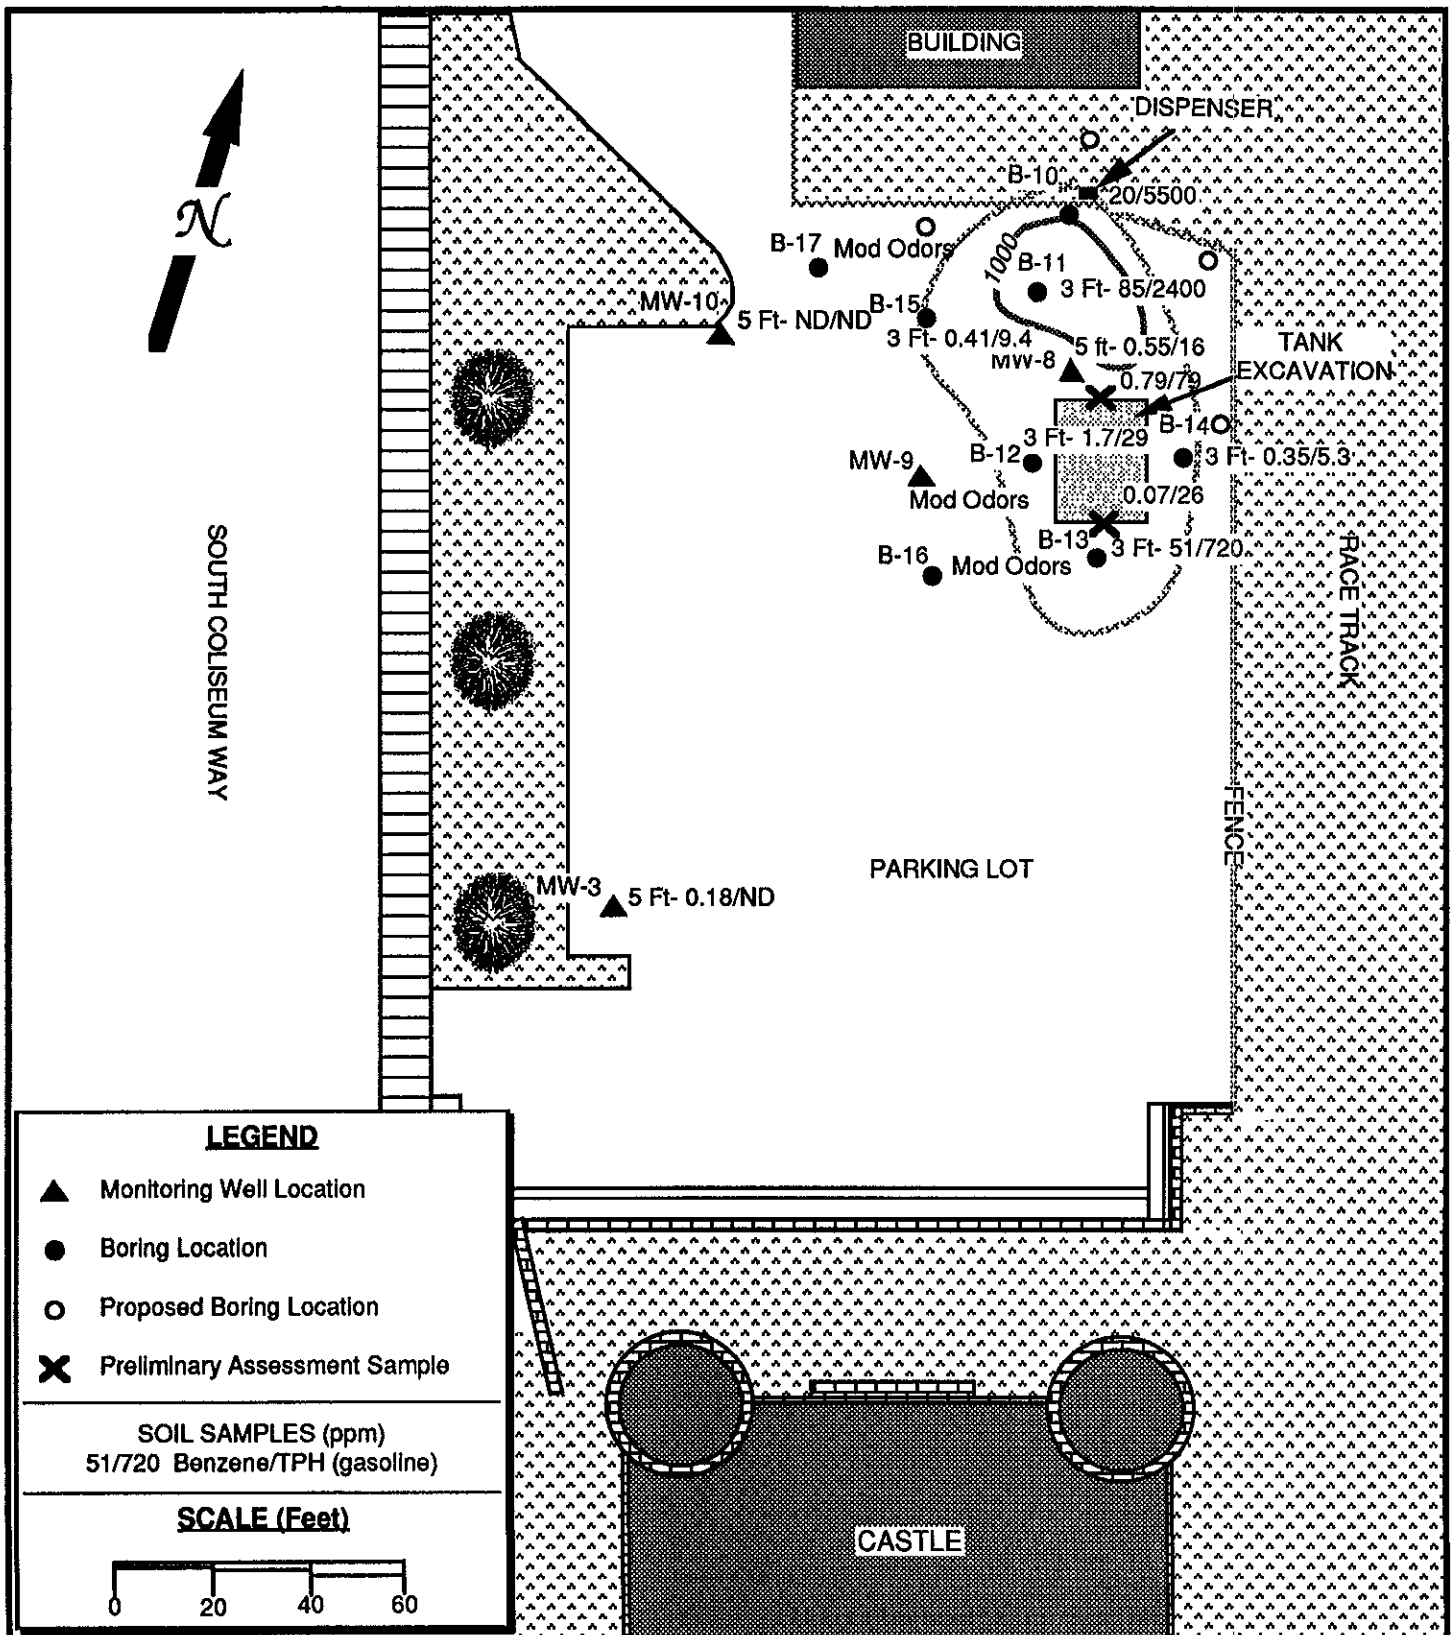 BUILDING
DISPENSER
N
B-10
20/5500
B-17
Mod Odors
1000
B-11
3 Ft- 85/2400
MW-10
5 Ft- ND/ND
B-15
3 Ft- 0.41/9.4
5 ft- 0.55/16
MW-8
TANK
EXCAVATION
0.79/79
3 Ft- 1.7/29
B-14
B-12
3 Ft- 0.35/5.3
MW-9
Mod Odors
0.07/26
B-13
3 Ft- 51/720
B-16
Mod Odors
SOUTH COLISEUM WAY
RACE TRACK
FENCE
PARKING LOT
MW-3
5 Ft- 0.18/ND
LEGEND
Monitoring Well Location
Boring Location
Proposed Boring Location
Preliminary Assessment Sample
SOIL SAMPLES (ppm)
51/720 Benzene/TPH (gasoline)
SCALE (Feet)
0 20 40 60
CASTLE